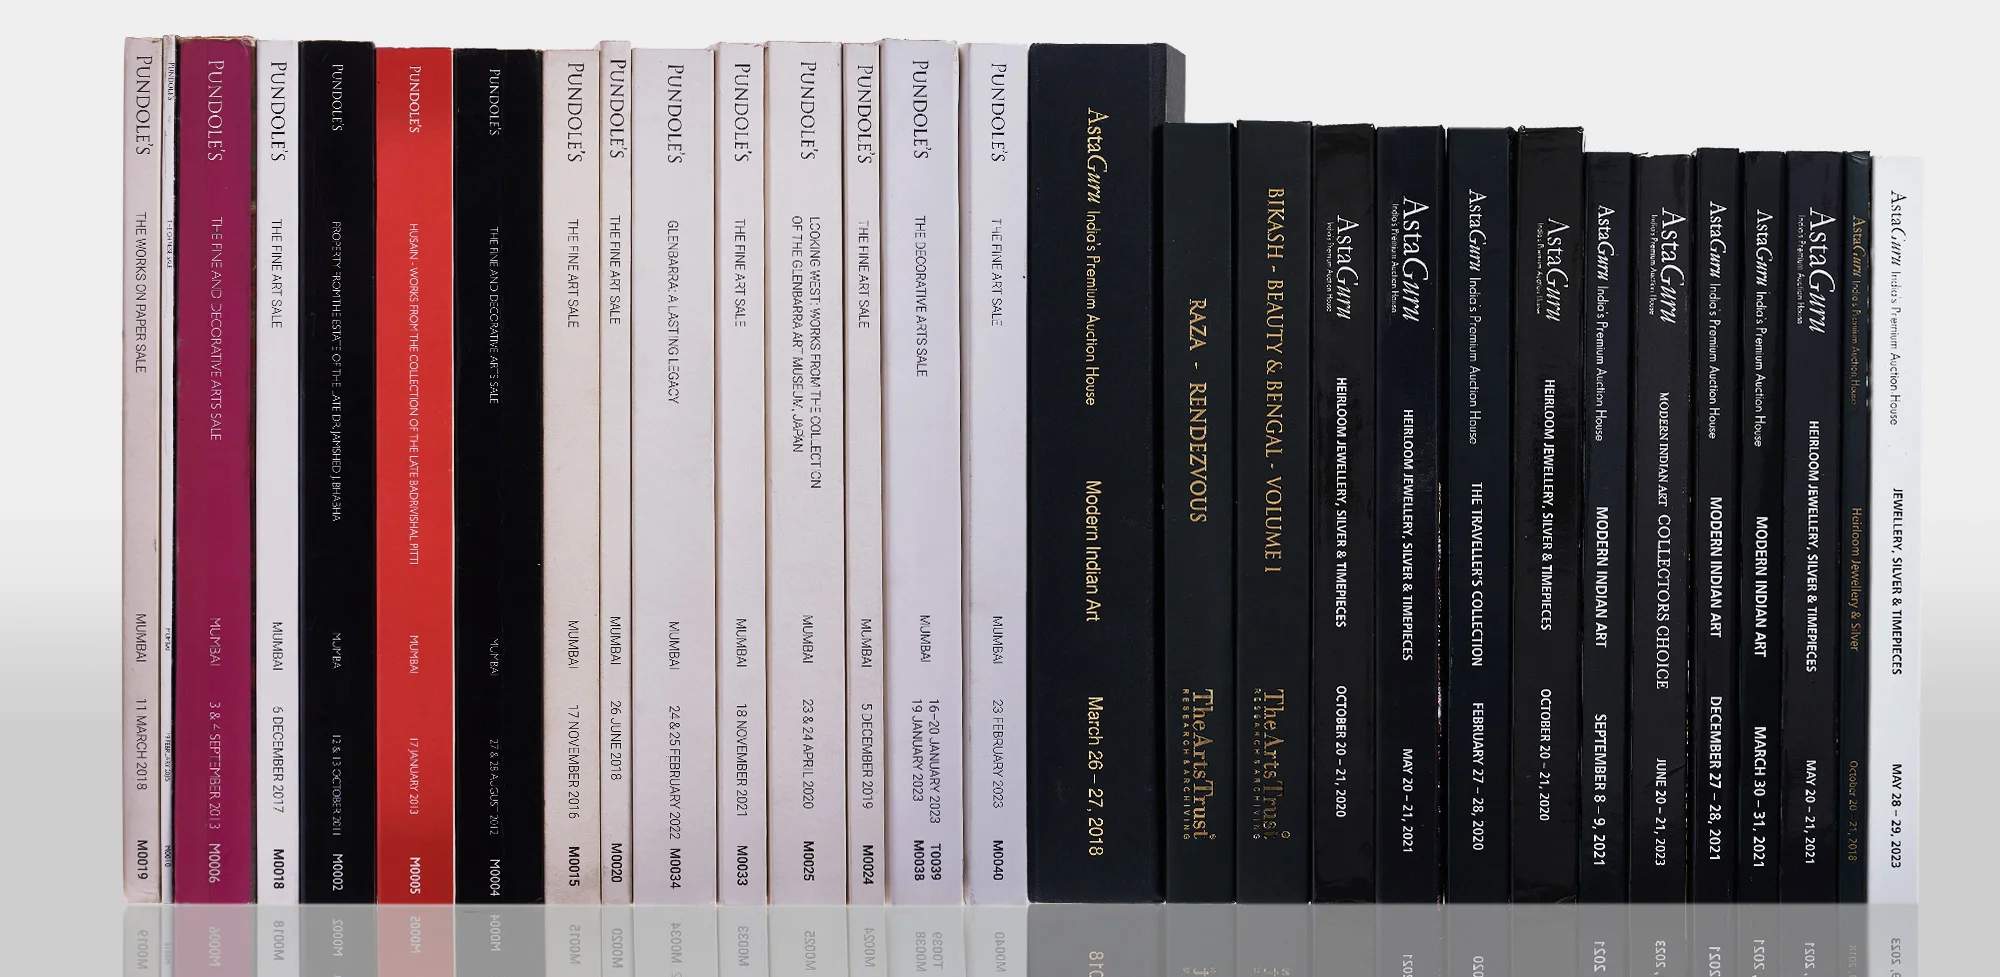 PUNDOLE'S
THE WORKS ON PAPER SALE
MUMBAI
11 MARCH 2018
M0019
PUNDOLE'S
MUMBAI
M0010
PUNDOLE'S
THE FINE AND DECORATIVE ARTS SALE
MUMBAI
3 & 4 SEPTEMBER 2013
M0006
PUNDOLE'S
THE FINE ART SALE
MUMBAI
6 DECEMBER 2017
M0018
PUNDOLE'S
PROPERTY FROM THE ESTATE OF THE LATE DR. JAMSHED J. BHABHA
MUMBAI
12 & 13 OCTOBER 2011
M0002
PUNDOLE'S
HUSAIN - WORKS FROM THE COLLECTION OF THE LATE BADRIVISHAL PITTI
MUMBAI
17 JANUARY 2013
M0005
PUNDOLE'S
THE FINE AND DECORATIVE ARTS SALE
MUMBAI
27 & 28 AUGUST 2012
M0004
PUNDOLE'S
THE FINE ART SALE
MUMBAI
17 NOVEMBER 2016
M0015
PUNDOLE'S
THE FINE ART SALE
MUMBAI
26 JUNE 2018
M0020
PUNDOLE'S
GLENBARRA: A LASTING LEGACY
MUMBAI
24 & 25 FEBRUARY 2022
M0034
PUNDOLE'S
THE FINE ART SALE
MUMBAI
18 NOVEMBER 2021
M0033
PUNDOLE'S
LOOKING WEST: WORKS FROM THE COLLECTION
OF THE GLENBARRA ART MUSEUM, JAPAN
MUMBAI
23 & 24 APRIL 2020
M0025
PUNDOLE'S
THE FINE ART SALE
MUMBAI
5 DECEMBER 2019
M0024
PUNDOLE'S
THE DECORATIVE ARTS SALE
MUMBAI
16–20 JANUARY 2023
19 JANUARY 2023
T0039
M0038
PUNDOLE'S
THE FINE ART SALE
MUMBAI
23 FEBRUARY 2023
M0040
AstaGuru India's Premium Auction House
Modern Indian Art
March 26 – 27, 2018
RAZA - RENDEZVOUS
TheArtsTrust®
RESEARCH & ARCHIVING
BIKASH - BEAUTY & BENGAL - VOLUME I
TheArtsTrust®
RESEARCH & ARCHIVING
AstaGuru
India's Premium Auction House
HEIRLOOM JEWELLERY, SILVER & TIMEPIECES
OCTOBER 20 – 21, 2020
AstaGuru
India's Premium Auction House
HEIRLOOM JEWELLERY, SILVER & TIMEPIECES
MAY 20 – 21, 2021
AstaGuru India's Premium Auction House
THE TRAVELLER'S COLLECTION
FEBRUARY 27 – 28, 2020
AstaGuru
India's Premium Auction House
HEIRLOOM JEWELLERY, SILVER & TIMEPIECES
OCTOBER 20 – 21, 2020
AstaGuru India's Premium Auction House
MODERN INDIAN ART
SEPTEMBER 8 – 9, 2021
AstaGuru
India's Premium Auction House
MODERN INDIAN ART COLLECTORS CHOICE
JUNE 20 – 21, 2023
AstaGuru India's Premium Auction House
MODERN INDIAN ART
DECEMBER 27 – 28, 2021
AstaGuru India's Premium Auction House
MODERN INDIAN ART
MARCH 30 – 31, 2021
AstaGuru
India's Premium Auction House
HEIRLOOM JEWELLERY, SILVER & TIMEPIECES
MAY 20 – 21, 2021
AstaGuru India's Premium Auction House
Heirloom Jewellery & Silver
October 20 – 21, 2018
AstaGuru India's Premium Auction House
JEWELLERY, SILVER & TIMEPIECES
MAY 28 – 29, 2023